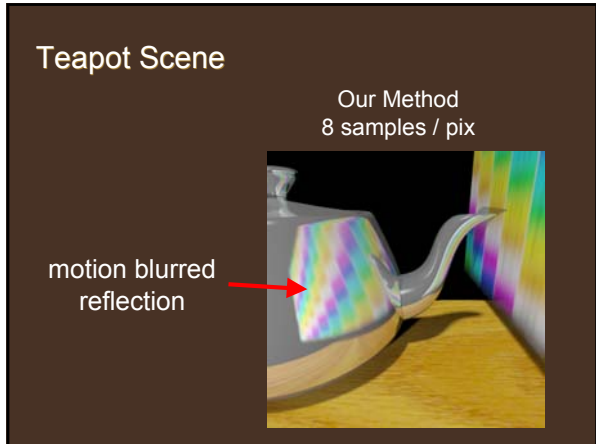 Teapot Scene
Our Method
8 samples / pix
motion blurred
reflection